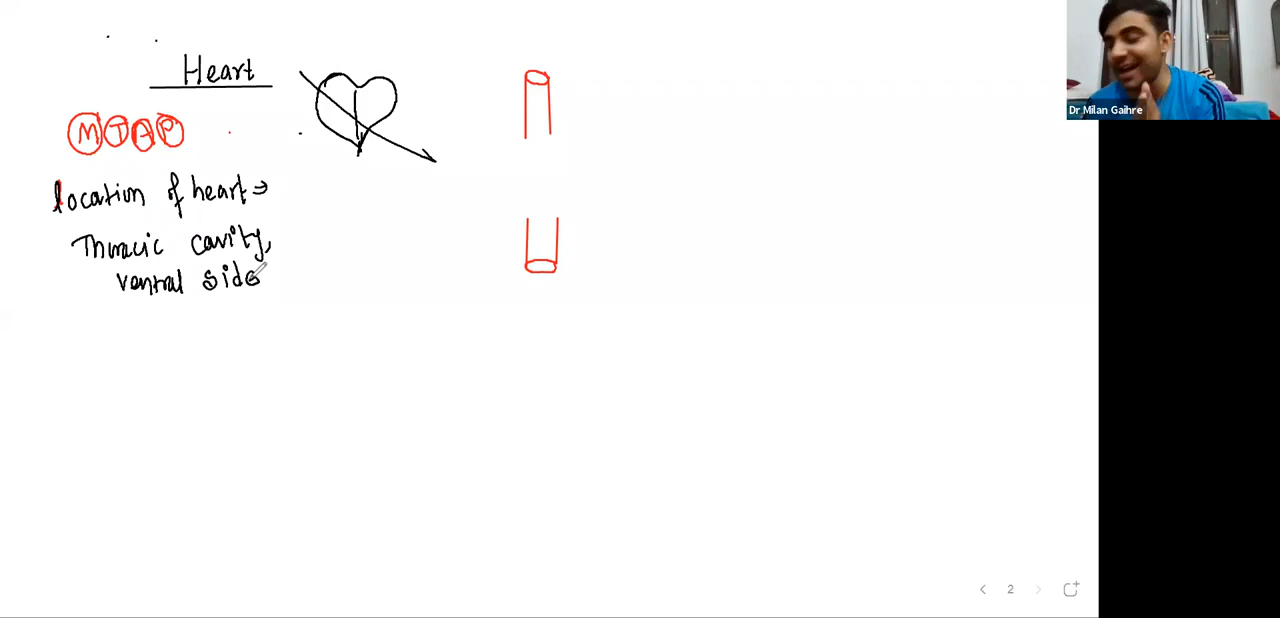 Heart
MTAP
location of heart ⇒
Thoracic cavity,
ventral side
Dr Milan Gaihre
2